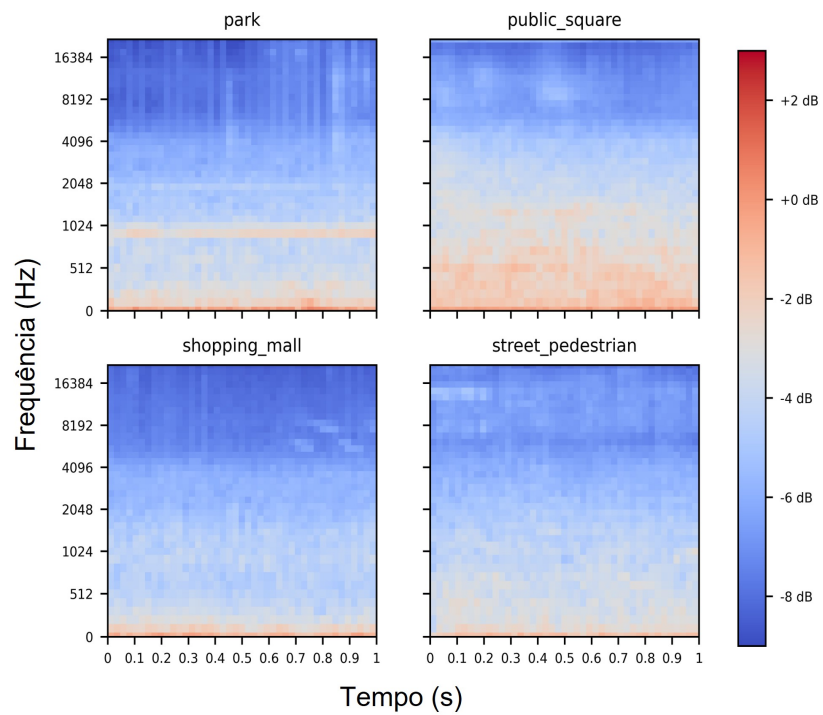 park
public_square
16384
8192
4096
2048
1024
512
0
+2 dB
+0 dB
-2 dB
-4 dB
-6 dB
-8 dB
Frequência (Hz)
shopping_mall
street_pedestrian
16384
8192
4096
2048
1024
512
0
0 0.1 0.2 0.3 0.4 0.5 0.6 0.7 0.8 0.9 1
0 0.1 0.2 0.3 0.4 0.5 0.6 0.7 0.8 0.9 1
Tempo (s)